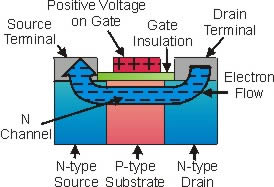 Positive Voltage
on Gate
Source
Terminal
Gate
Insulation
Drain
Terminal
Electron
Flow
N
Channel
N-type
Source
P-type
Substrate
N-type
Drain